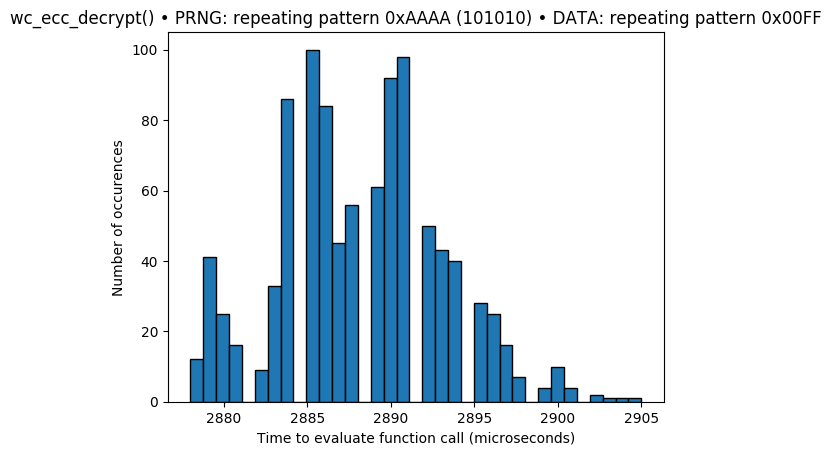 wc_ecc_decrypt() • PRNG: repeating pattern 0xAAAA (101010) • DATA: repeating pattern 0x00FF
100
80
60
40
20
0
Number of occurences
2880 2885 2890 2895 2900 2905
Time to evaluate function call (microseconds)